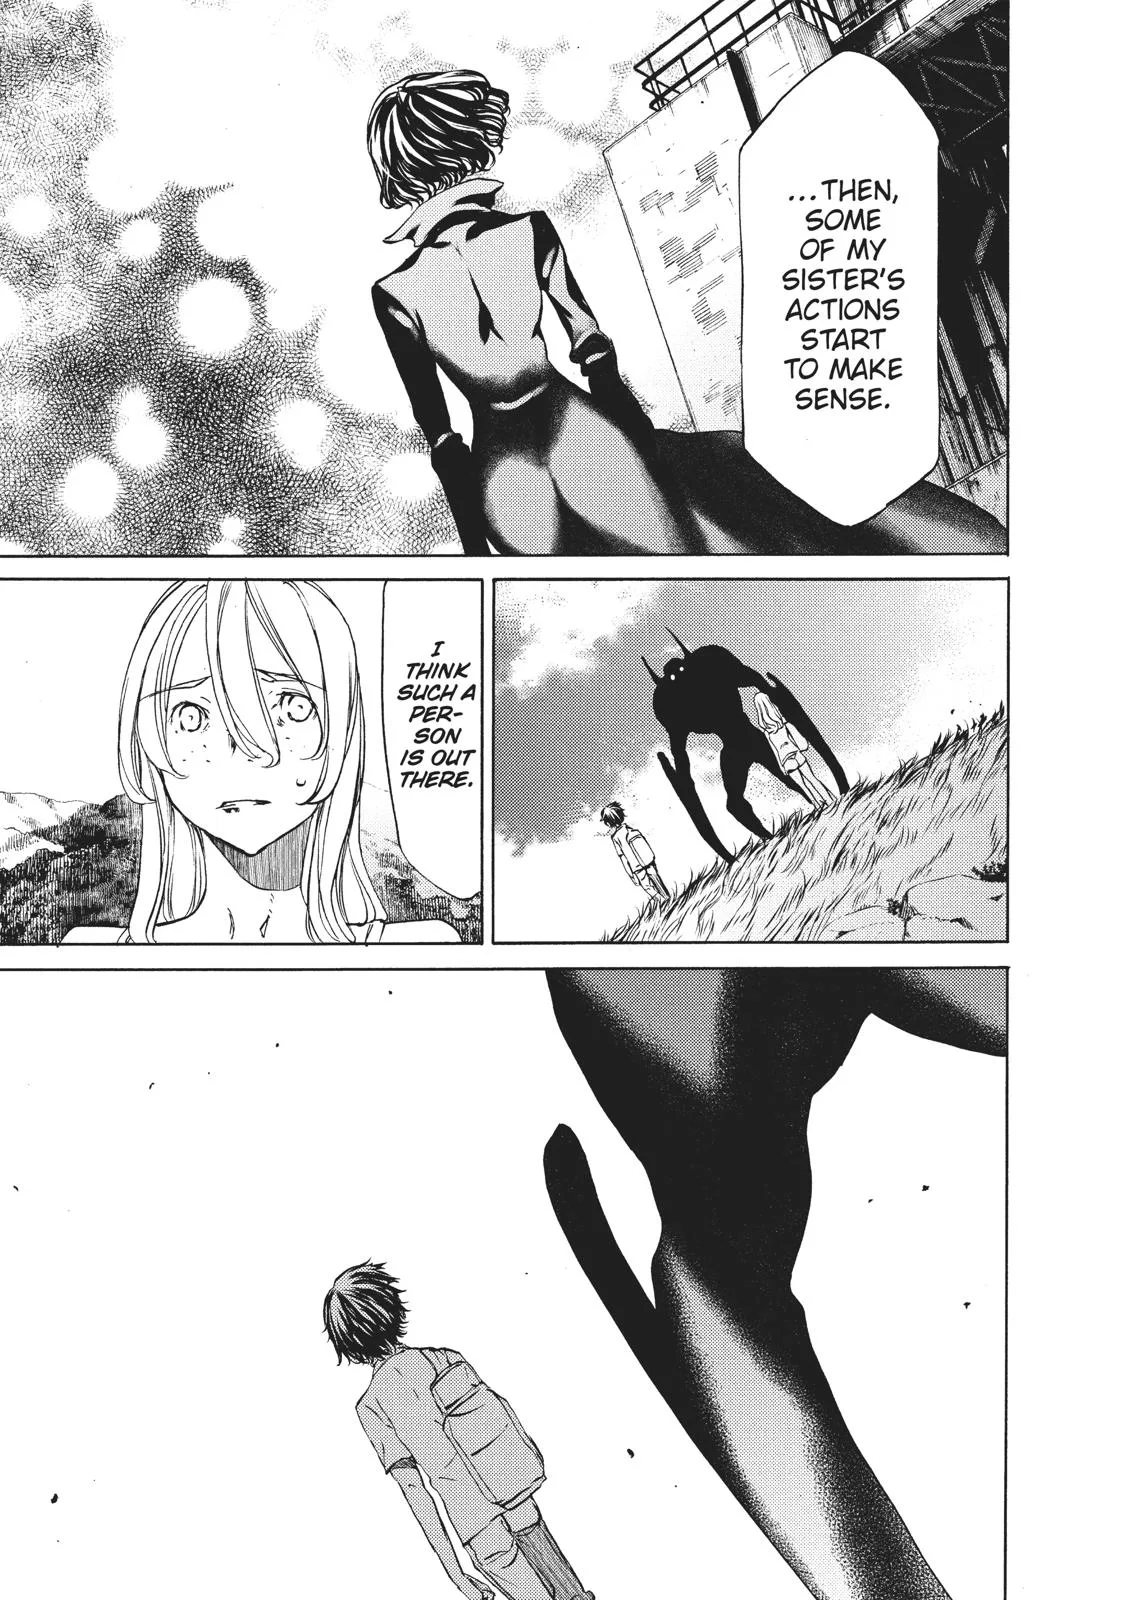 ...THEN,
SOME
OF MY
SISTER'S
ACTIONS
START
TO MAKE
SENSE.
I
THINK
SUCH A
PER-
SON
IS OUT
THERE.